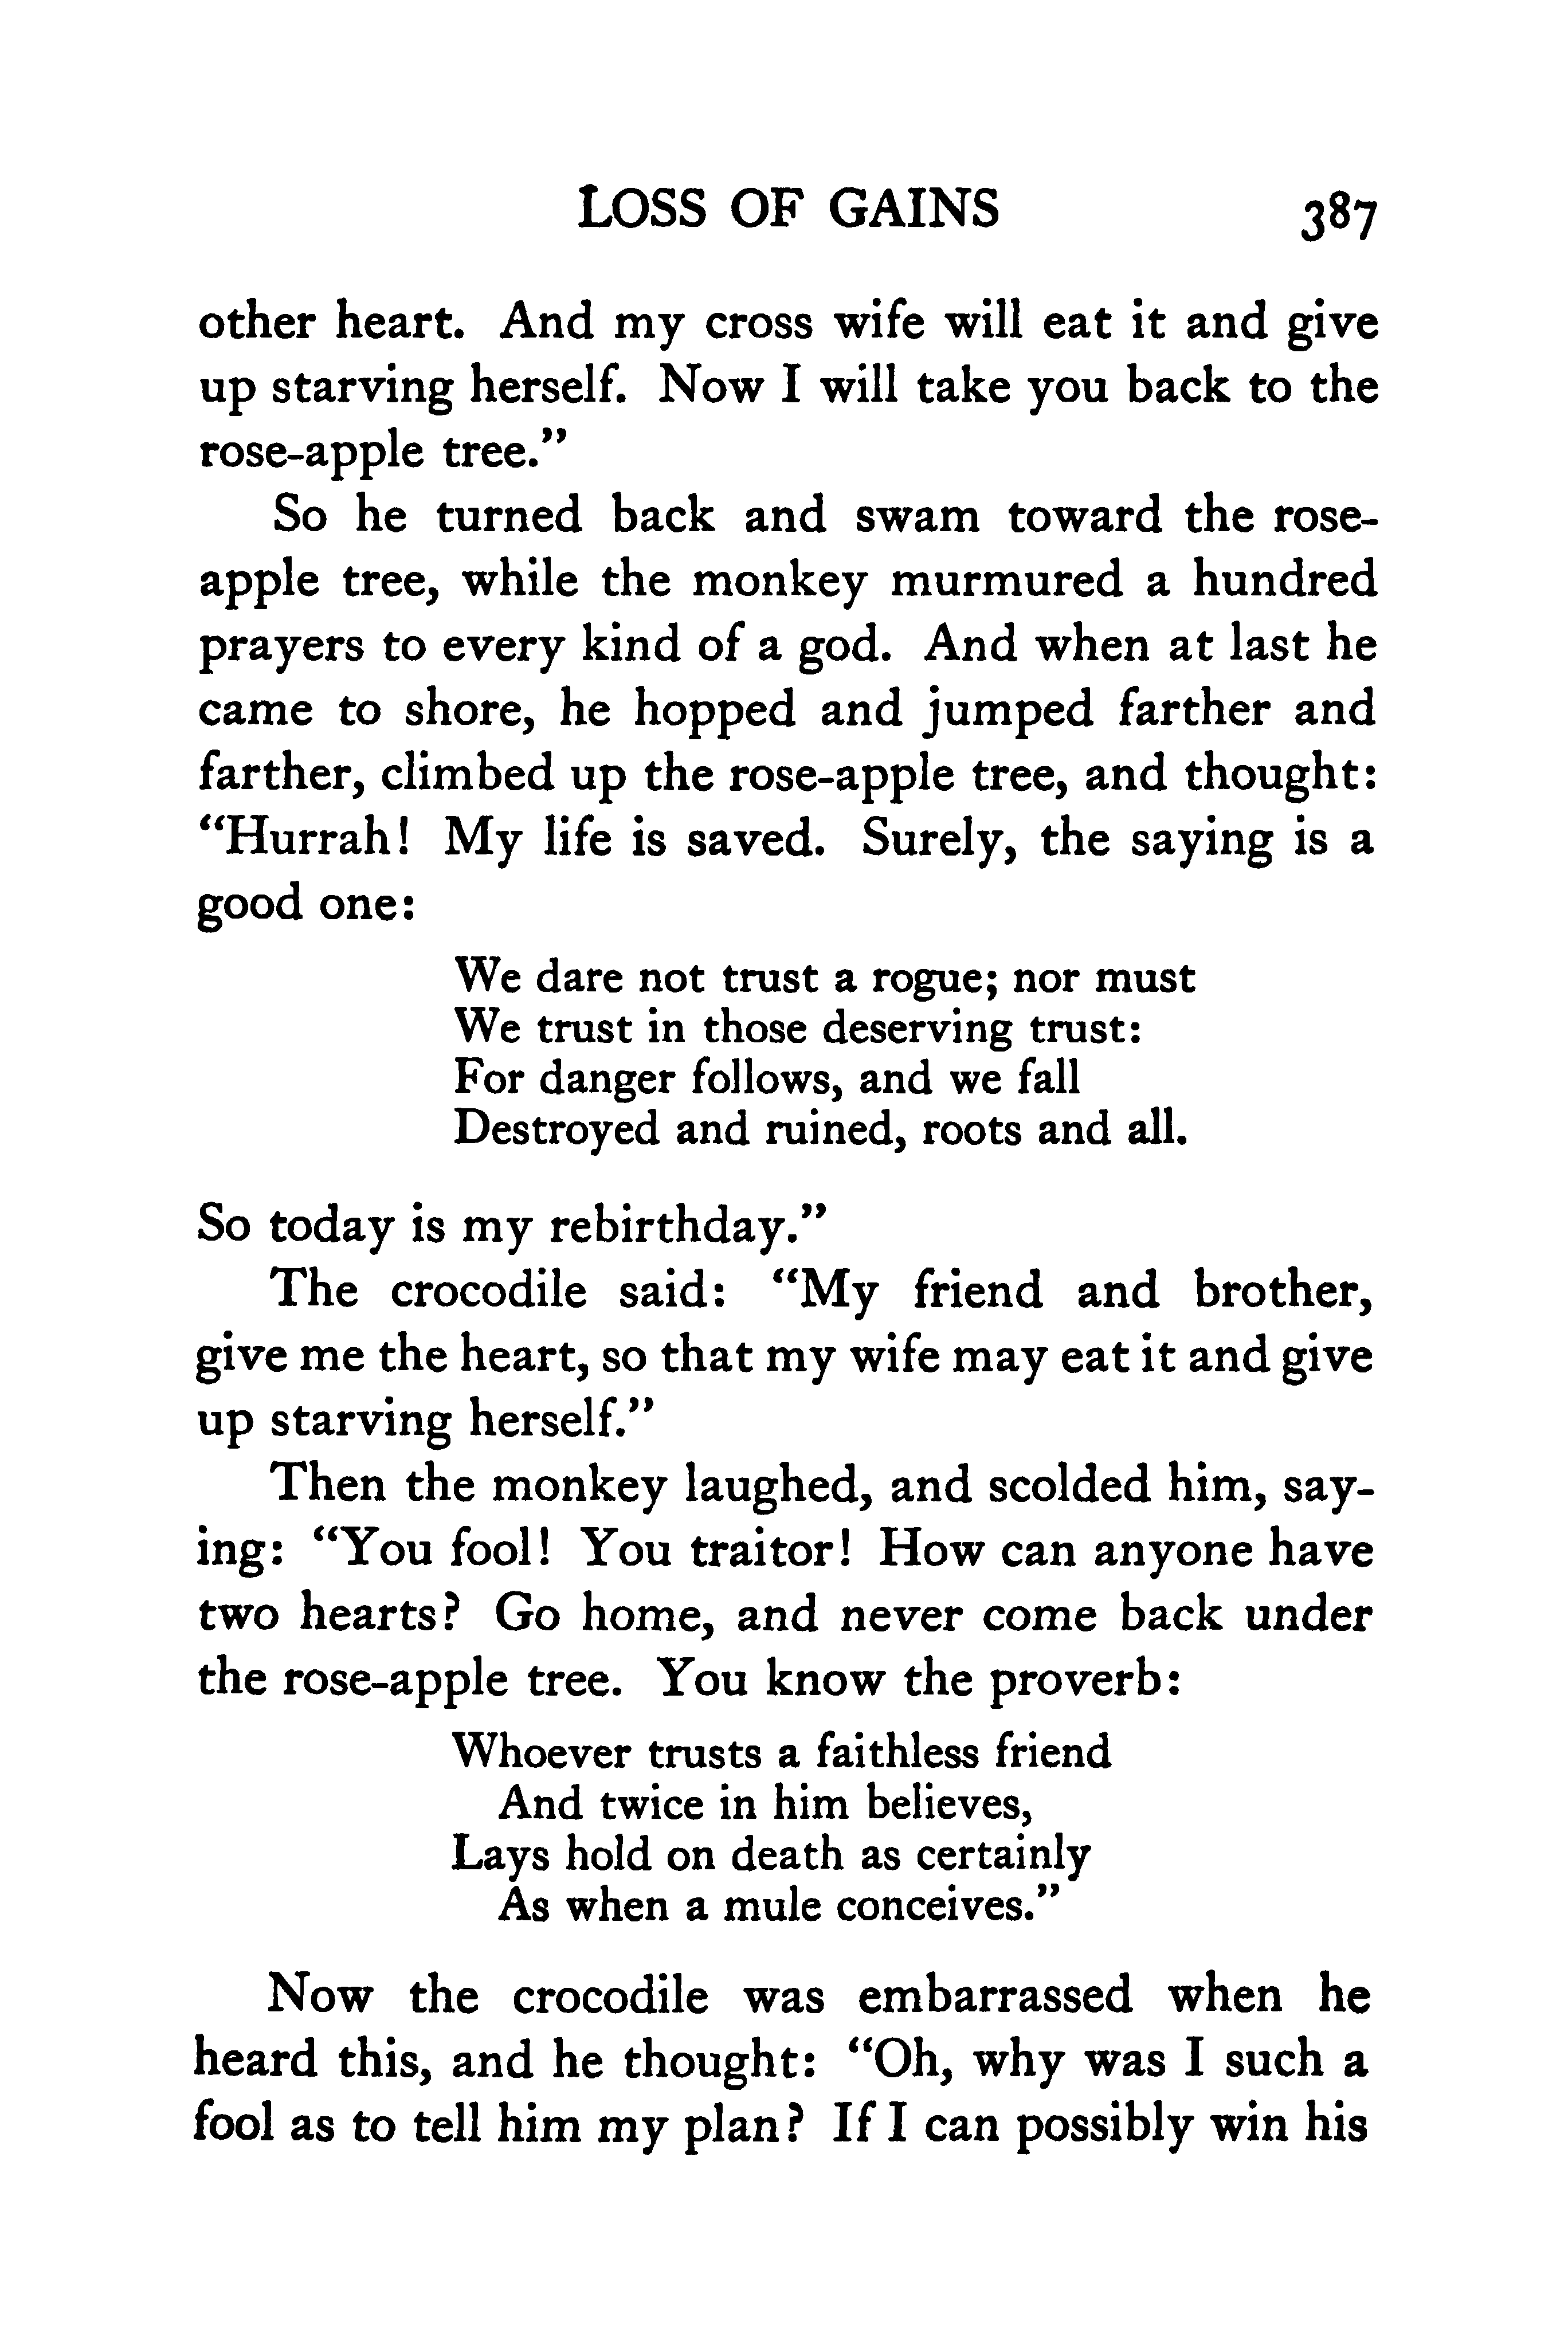 LOSS OF GAINS 387
other heart. And my cross wife will eat it and give
up starving herself. Now I will take you back to the
rose-apple tree.”
So he turned back and swam toward the rose-
apple tree, while the monkey murmured a hundred
prayers to every kind of a god. And when at last he
came to shore, he hopped and jumped farther and
farther, climbed up the rose-apple tree, and thought:
“Hurrah! My life is saved. Surely, the saying is a
good one:
We dare not trust a rogue; nor must
We trust in those deserving trust:
For danger follows, and we fall
Destroyed and ruined, roots and all.
So today is my rebirthday.”
The crocodile said: “My friend and brother,
give me the heart, so that my wife may eat it and give
up starving herself.”
Then the monkey laughed, and scolded him, say-
ing: “You fool! You traitor! How can anyone have
two hearts? Go home, and never come back under
the rose-apple tree. You know the proverb:
Whoever trusts a faithless friend
And twice in him believes,
Lays hold on death as certainly
As when a mule conceives.”
Now the crocodile was embarrassed when he
heard this, and he thought: “Oh, why was I such a
fool as to tell him my plan? If I can possibly win his